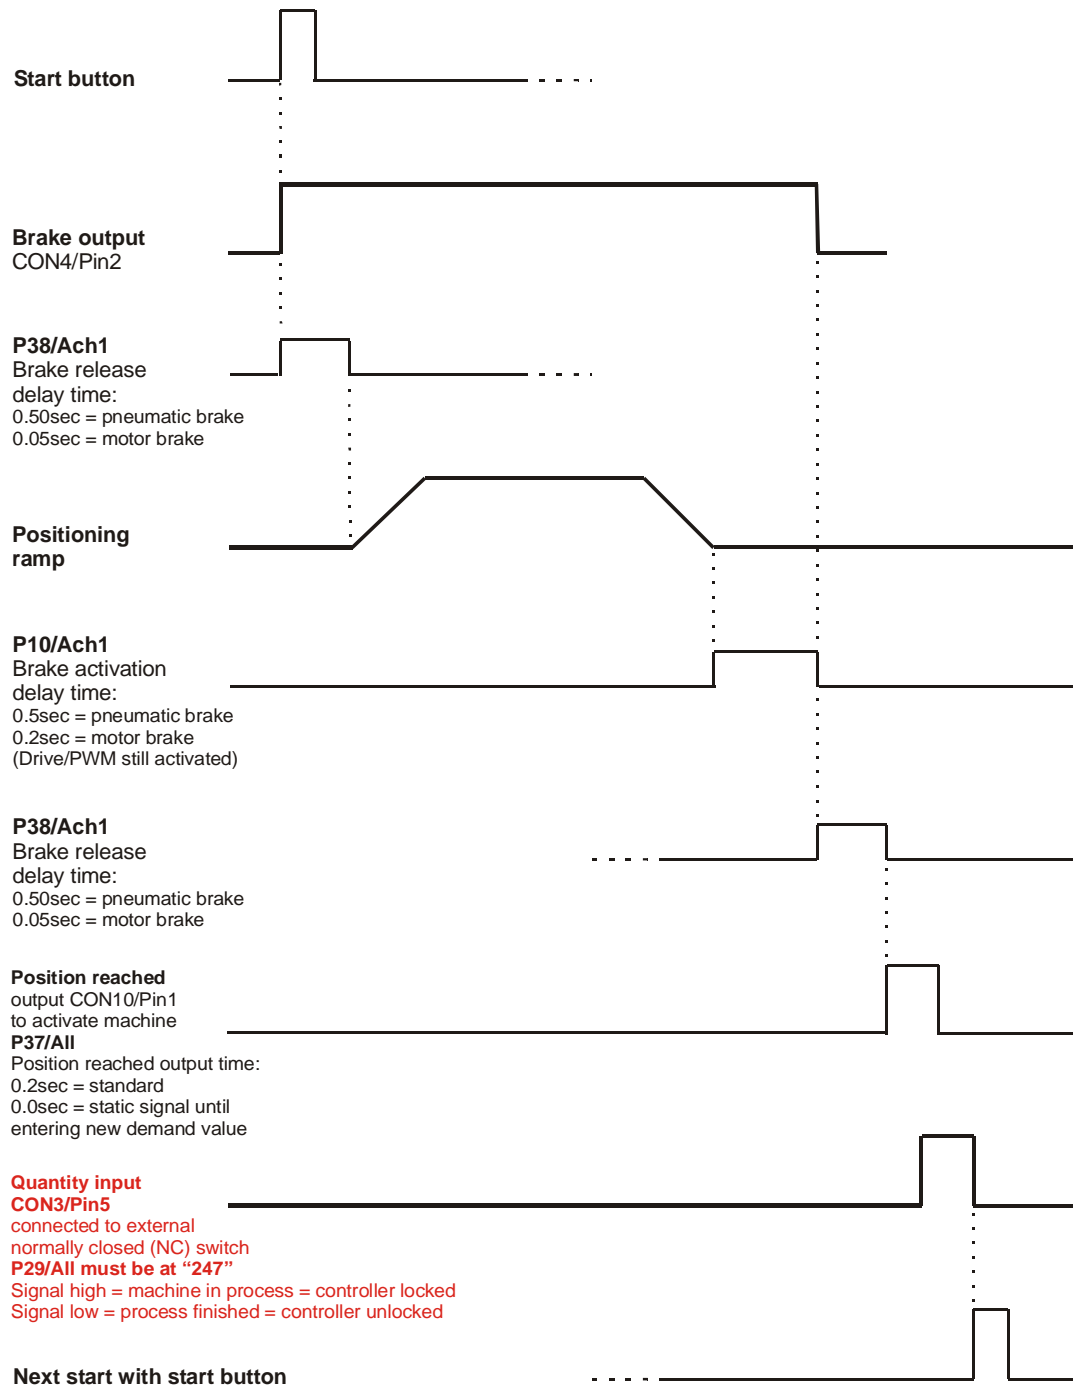 Start button
Brake output
CON4/Pin2
P38/Ach1
Brake release
delay time:
0.50sec = pneumatic brake
0.05sec = motor brake
Positioning
ramp
P10/Ach1
Brake activation
delay time:
0.5sec = pneumatic brake
0.2sec = motor brake
(Drive/PWM still activated)
P38/Ach1
Brake release
delay time:
0.50sec = pneumatic brake
0.05sec = motor brake
Position reached
output CON10/Pin1
to activate machine
P37/All
Position reached output time:
0.2sec = standard
0.0sec = static signal until
entering new demand value
Quantity input
CON3/Pin5
connected to external
normally closed (NC) switch
P29/All must be at “247”
Signal high = machine in process = controller locked
Signal low = process finished = controller unlocked
Next start with start button